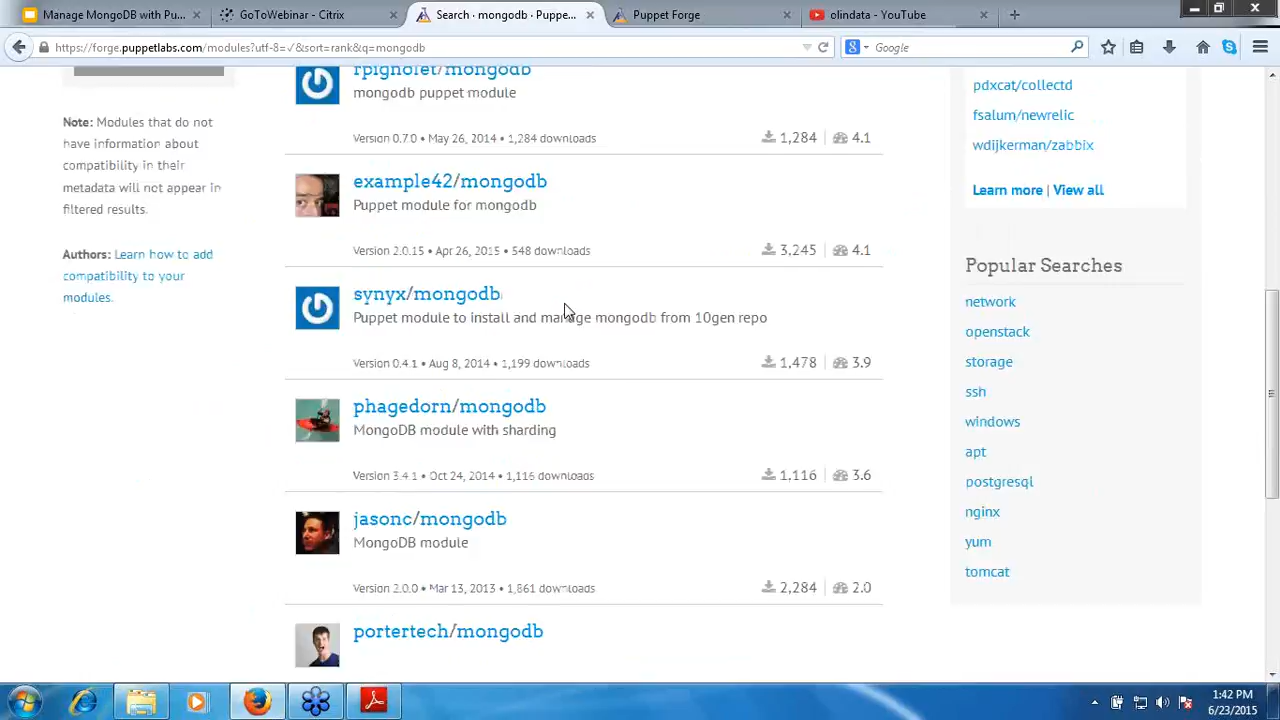 Manage MongoDB with Pu...
GoToWebinar - Citrix
Search · mongodb · Puppe...
Puppet Forge
olindata - YouTube
https://forge.puppetlabs.com/modules?utf-8=✓&sort=rank&q=mongodb
Google
Note: Modules that do not
have information about
compatibility in their
metadata will not appear in
filtered results.
Authors: Learn how to add
compatibility to your
modules.
rpignolet/mongodb
mongodb puppet module
Version 0.7.0 • May 26, 2014 • 1,284 downloads
1,284
4.1
example42/mongodb
Puppet module for mongodb
Version 2.0.15 • Apr 26, 2015 • 548 downloads
3,245
4.1
synyx/mongodb
Puppet module to install and manage mongodb from 10gen repo
Version 0.4.1 • Aug 8, 2014 • 1,199 downloads
1,478
3.9
phagedorn/mongodb
MongoDB module with sharding
Version 3.4.1 • Oct 24, 2014 • 1,116 downloads
1,116
3.6
jasonc/mongodb
MongoDB module
Version 2.0.0 • Mar 13, 2013 • 1,861 downloads
2,284
2.0
portertech/mongodb
pdxcat/collectd
fsalum/newrelic
wdijkerman/zabbix
Learn more | View all
Popular Searches
network
openstack
storage
ssh
windows
apt
postgresql
nginx
yum
tomcat
1:42 PM
6/23/2015